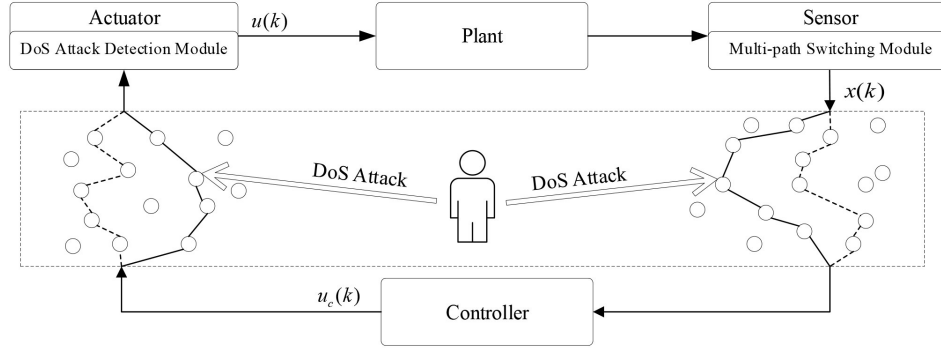 Actuator
DoS Attack Detection Module
u(k)
Plant
Sensor
Multi-path Switching Module
x(k)
DoS Attack
DoS Attack
u_c(k)
Controller